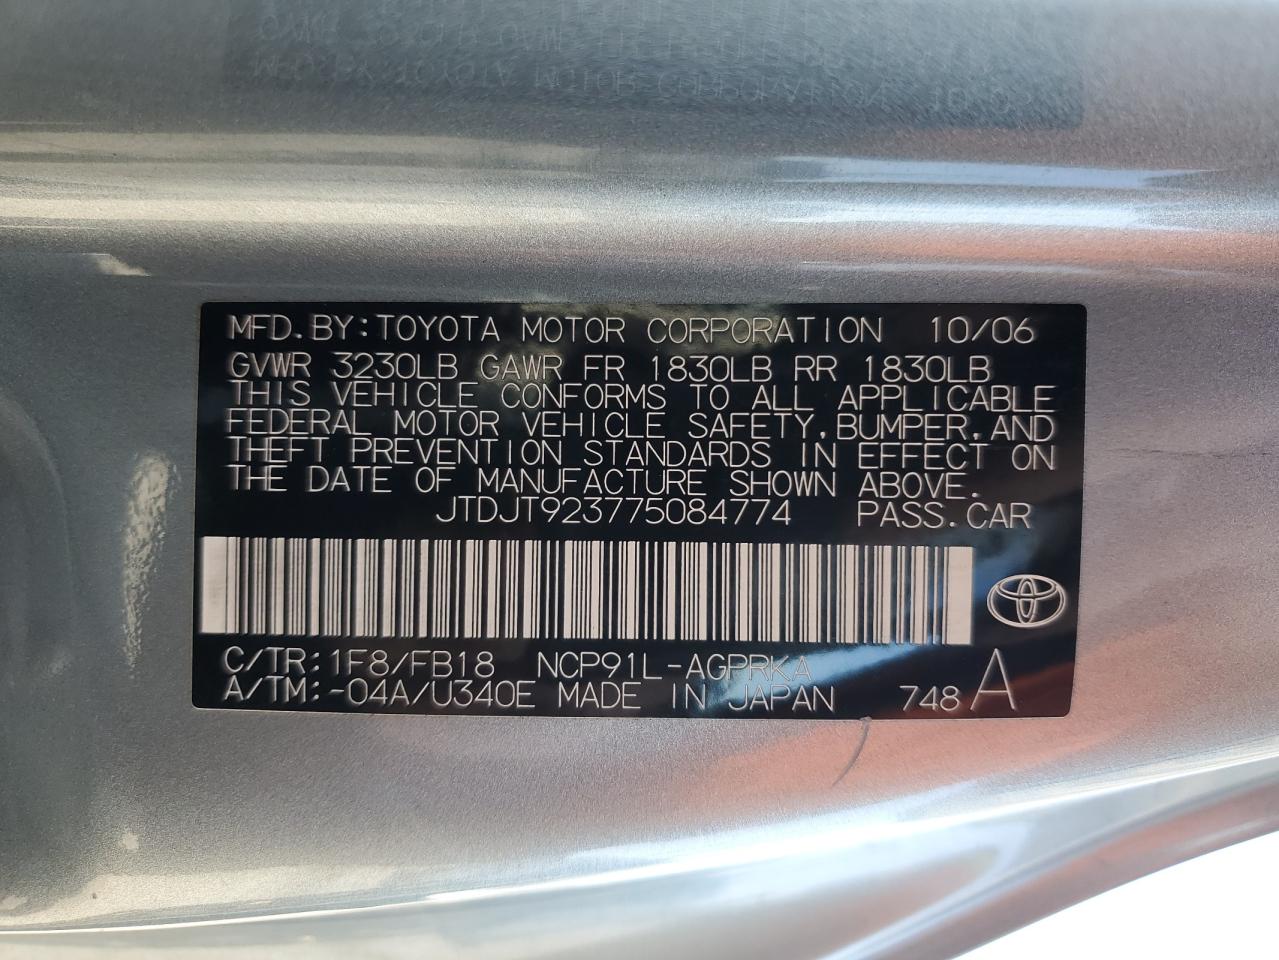 MFD.BY:TOYOTA MOTOR CORPORATION 10/06
GVWR 3230LB GAWR FR 1830LB RR 1830LB
THIS VEHICLE CONFORMS TO ALL APPLICABLE
FEDERAL MOTOR VEHICLE SAFETY,BUMPER,AND
THEFT PREVENTION STANDARDS IN EFFECT ON
THE DATE OF MANUFACTURE SHOWN ABOVE.
JTDJT923775084774 PASS.CAR
C/TR:1F8/FB18 NCP91L-AGPRKA
A/TM:-04A/U340E MADE IN JAPAN 748 A